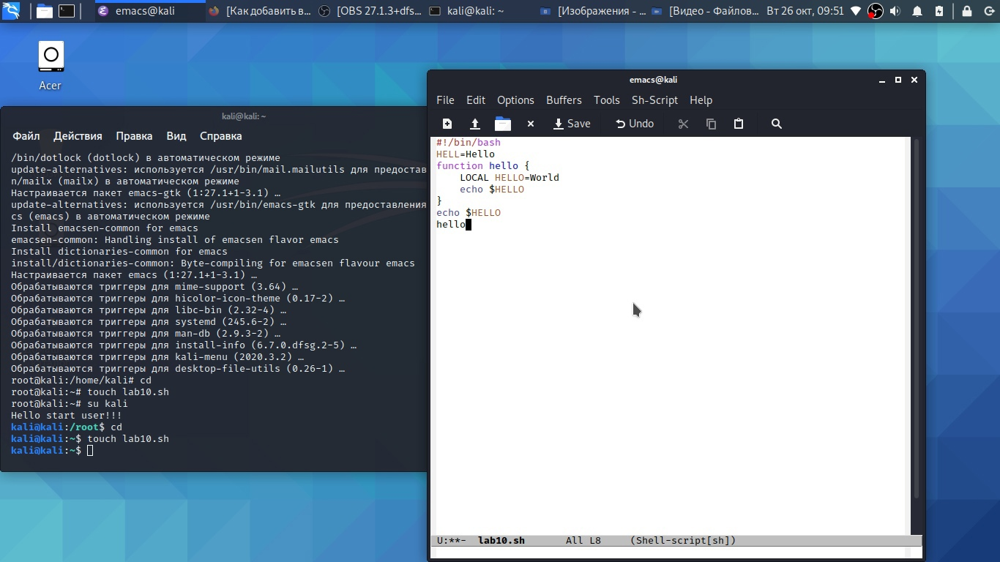 emacs@kali
[Как добавить в...
[OBS 27.1.3+dfs...
kali@kali: ~
[Изображения - ...
[Видео - Файлов...
Вт 26 окт, 09:51
Acer
kali@kali: ~
Файл Действия Правка Вид Справка
/bin/dotlock (dotlock) в автоматическом режиме
update-alternatives: используется /usr/bin/mail.mailutils для предостав
n/mailx (mailx) в автоматическом режиме
Настраивается пакет emacs-gtk (1:27.1+1-3.1) …
update-alternatives: используется /usr/bin/emacs-gtk для предоставления
cs (emacs) в автоматическом режиме
Install emacsen-common for emacs
emacsen-common: Handling install of emacsen flavor emacs
Install dictionaries-common for emacs
install/dictionaries-common: Byte-compiling for emacsen flavour emacs
Настраивается пакет emacs (1:27.1+1-3.1) …
Обрабатываются триггеры для mime-support (3.64) …
Обрабатываются триггеры для hicolor-icon-theme (0.17-2) …
Обрабатываются триггеры для libc-bin (2.32-4) …
Обрабатываются триггеры для systemd (245.6-2) …
Обрабатываются триггеры для man-db (2.9.3-2) …
Обрабатываются триггеры для install-info (6.7.0.dfsg.2-5) …
Обрабатываются триггеры для kali-menu (2020.3.2) …
Обрабатываются триггеры для desktop-file-utils (0.26-1) …
root@kali:/home/kali# cd
root@kali:~# touch lab10.sh
root@kali:~# su kali
Hello start user!!!
kali@kali:/root$ cd
kali@kali:~$ touch lab10.sh
kali@kali:~$
emacs@kali
File Edit Options Buffers Tools Sh-Script Help
Save Undo
#!/bin/bash
HELL=Hello
function hello {
    LOCAL HELLO=World
    echo $HELLO
}
echo $HELLO
hello
U:**-  lab10.sh       All L8     (Shell-script[sh])